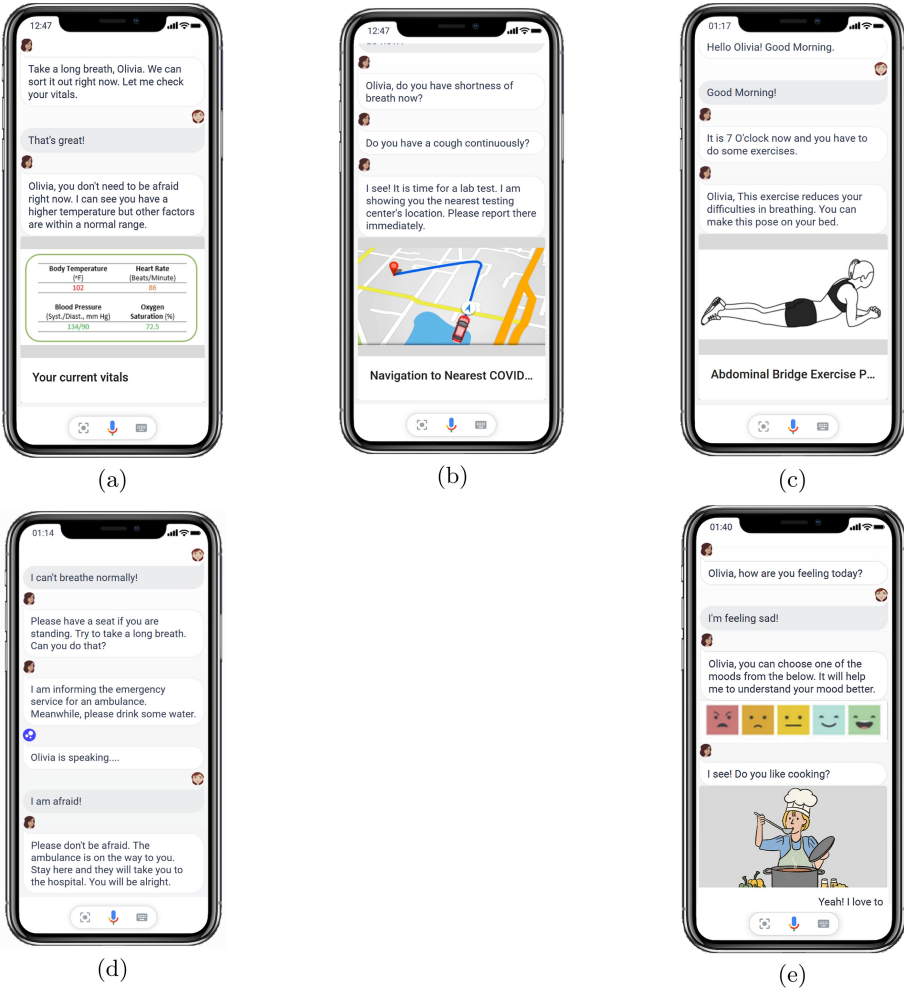 12:47
Take a long breath, Olivia. We can
sort it out right now. Let me check
your vitals.
That's great!
Olivia, you don't need to be afraid
right now. I can see you have a
higher temperature but other factors
are within a normal range.
Body Temperature
(ºF)
102
Heart Rate
(Beats/Minute)
86
Blood Pressure
(Syst./Diast., mm Hg)
134/90
Oxygen
Saturation (%)
72.5
Your current vitals
(a)
12:47
Olivia, do you have shortness of
breath now?
Do you have a cough continuously?
I see! It is time for a lab test. I am
showing you the nearest testing
center's location. Please report there
immediately.
Navigation to Nearest COVID...
(b)
01:17
Hello Olivia! Good Morning.
Good Morning!
It is 7 O'clock now and you have to
do some exercises.
Olivia, This exercise reduces your
difficulties in breathing. You can
make this pose on your bed.
Abdominal Bridge Exercise P...
(c)
01:14
I can't breathe normally!
Please have a seat if you are
standing. Try to take a long breath.
Can you do that?
I am informing the emergency
service for an ambulance.
Meanwhile, please drink some water.
Olivia is speaking....
I am afraid!
Please don't be afraid. The
ambulance is on the way to you.
Stay here and they will take you to
the hospital. You will be alright.
(d)
01:40
Olivia, how are you feeling today?
I'm feeling sad!
Olivia, you can choose one of the
moods from the below. It will help
me to understand your mood better.
I see! Do you like cooking?
Yeah! I love to
(e)